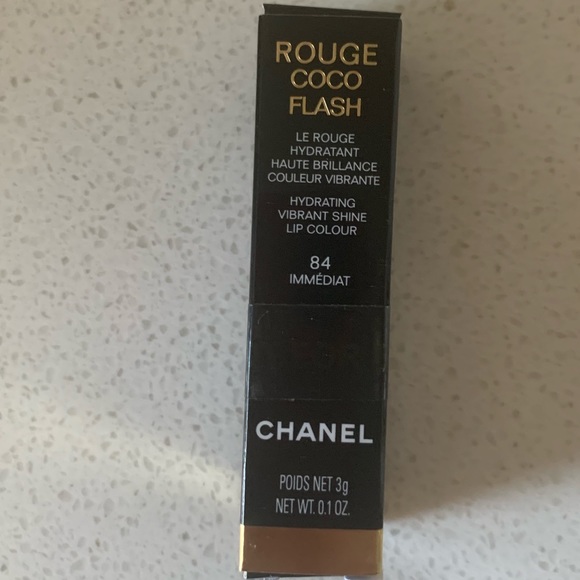 ROUGE
COCO
FLASH
LE ROUGE
HYDRATANT
HAUTE BRILLANCE
COULEUR VIBRANTE
HYDRATING
VIBRANT SHINE
LIP COLOUR
84
IMMÉDIAT
CHANEL
POIDS NET 3g
NET WT. 0.1 OZ.